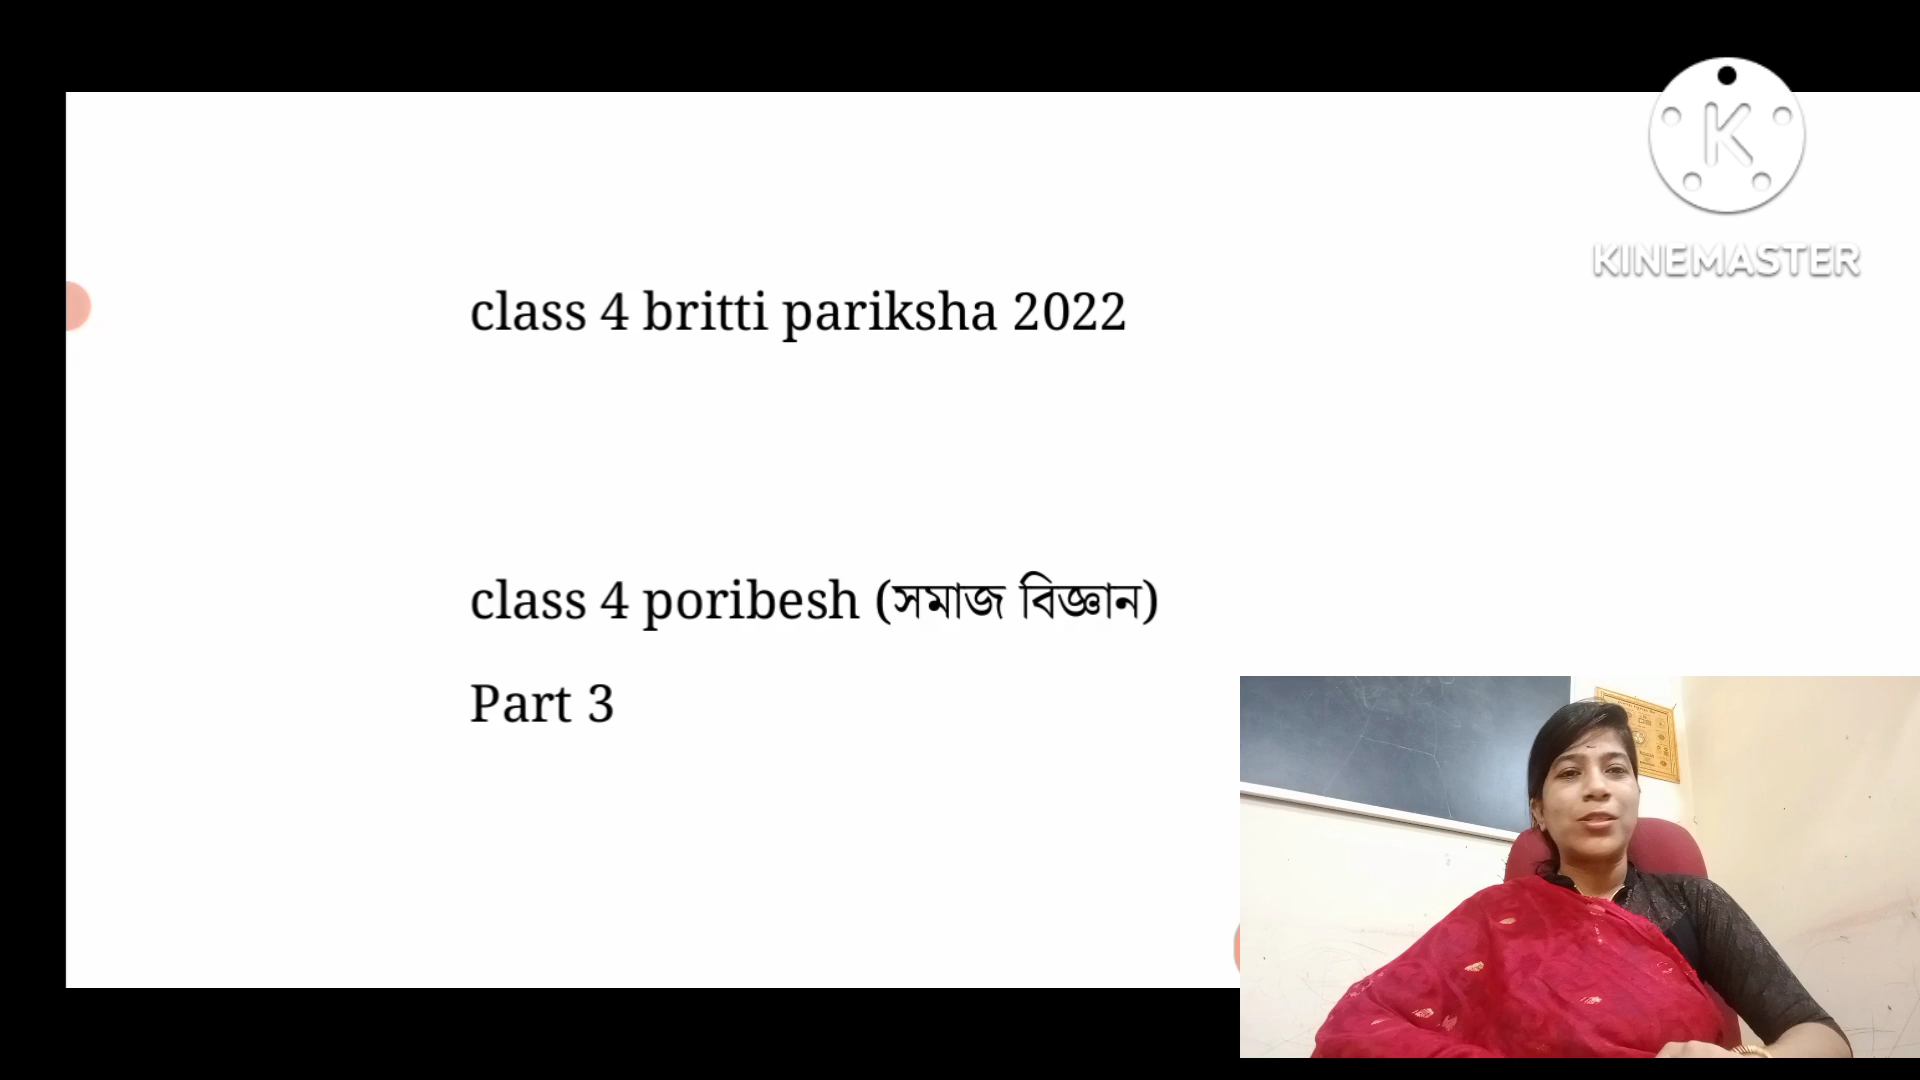 class 4 britti pariksha 2022
class 4 poribesh (সমাজ বিজ্ঞান)
Part 3
K
KINEMASTER